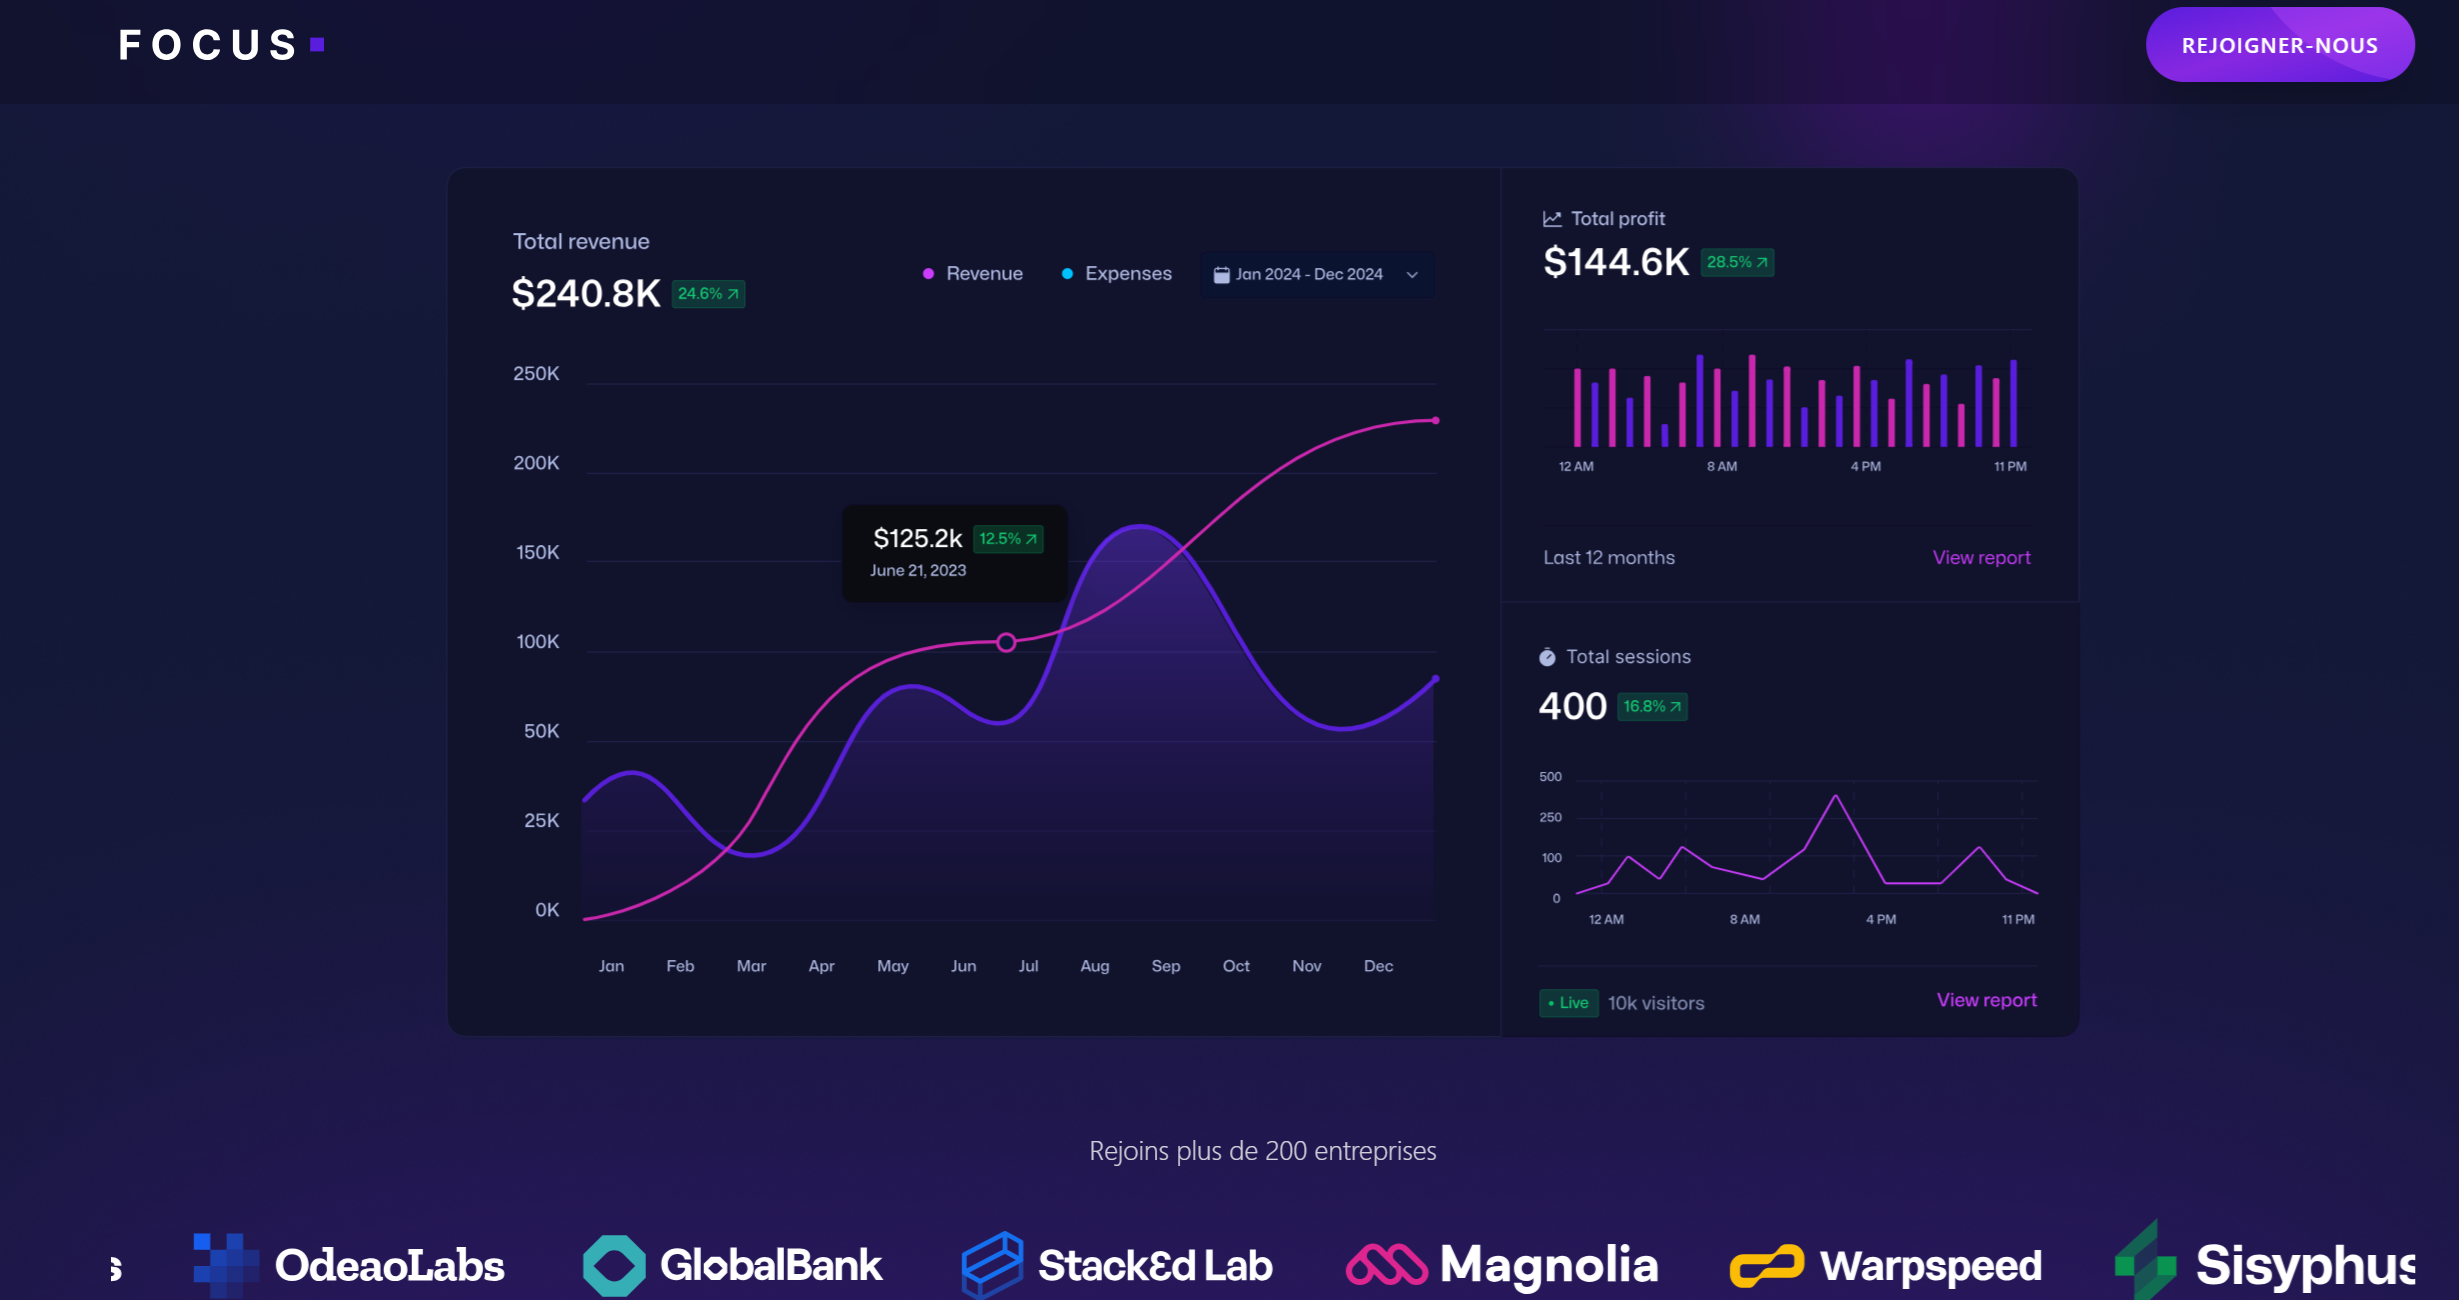 FOCUS
REJOIGNER-NOUS
Total revenue
$240.8K 24.6%
Revenue Expenses Jan 2024 - Dec 2024
250K
200K
150K
100K
50K
25K
0K
$125.2k 12.5%
June 21, 2023
Jan Feb Mar Apr May Jun Jul Aug Sep Oct Nov Dec
Total profit
$144.6K 28.5%
12 AM 8 AM 4 PM 11 PM
Last 12 months View report
Total sessions
400 16.8%
500
250
100
0
12 AM 8 AM 4 PM 11 PM
Live 10k visitors View report
Rejoins plus de 200 entreprises
s OdeaoLabs GlobalBank Stack3d Lab Magnolia Warpspeed Sisyphus